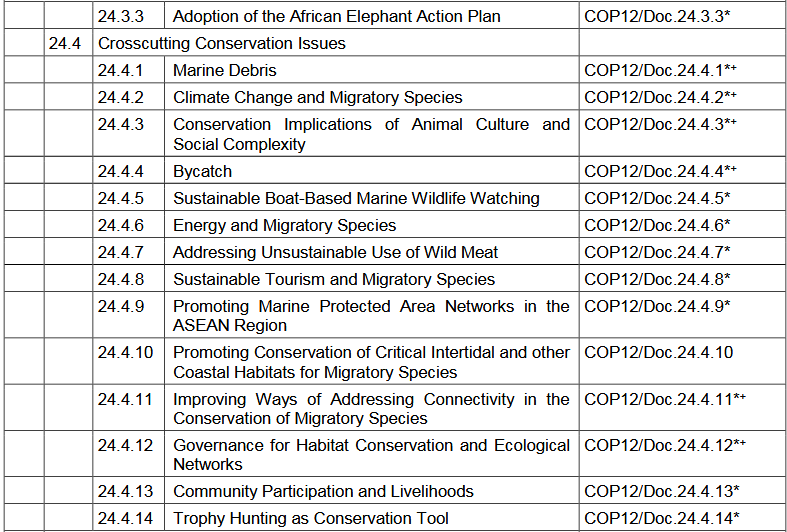 24.3.3 Adoption of the African Elephant Action Plan COP12/Doc.24.3.3*
24.4 Crosscutting Conservation Issues
24.4.1 Marine Debris COP12/Doc.24.4.1*+
24.4.2 Climate Change and Migratory Species COP12/Doc.24.4.2*+
24.4.3 Conservation Implications of Animal Culture and COP12/Doc.24.4.3*+
Social Complexity
24.4.4 Bycatch COP12/Doc.24.4.4*+
24.4.5 Sustainable Boat-Based Marine Wildlife Watching COP12/Doc.24.4.5*
24.4.6 Energy and Migratory Species COP12/Doc.24.4.6*
24.4.7 Addressing Unsustainable Use of Wild Meat COP12/Doc.24.4.7*
24.4.8 Sustainable Tourism and Migratory Species COP12/Doc.24.4.8*
24.4.9 Promoting Marine Protected Area Networks in the COP12/Doc.24.4.9*
ASEAN Region
24.4.10 Promoting Conservation of Critical Intertidal and other COP12/Doc.24.4.10
Coastal Habitats for Migratory Species
24.4.11 Improving Ways of Addressing Connectivity in the COP12/Doc.24.4.11*+
Conservation of Migratory Species
24.4.12 Governance for Habitat Conservation and Ecological COP12/Doc.24.4.12*+
Networks
24.4.13 Community Participation and Livelihoods COP12/Doc.24.4.13*
24.4.14 Trophy Hunting as Conservation Tool COP12/Doc.24.4.14*